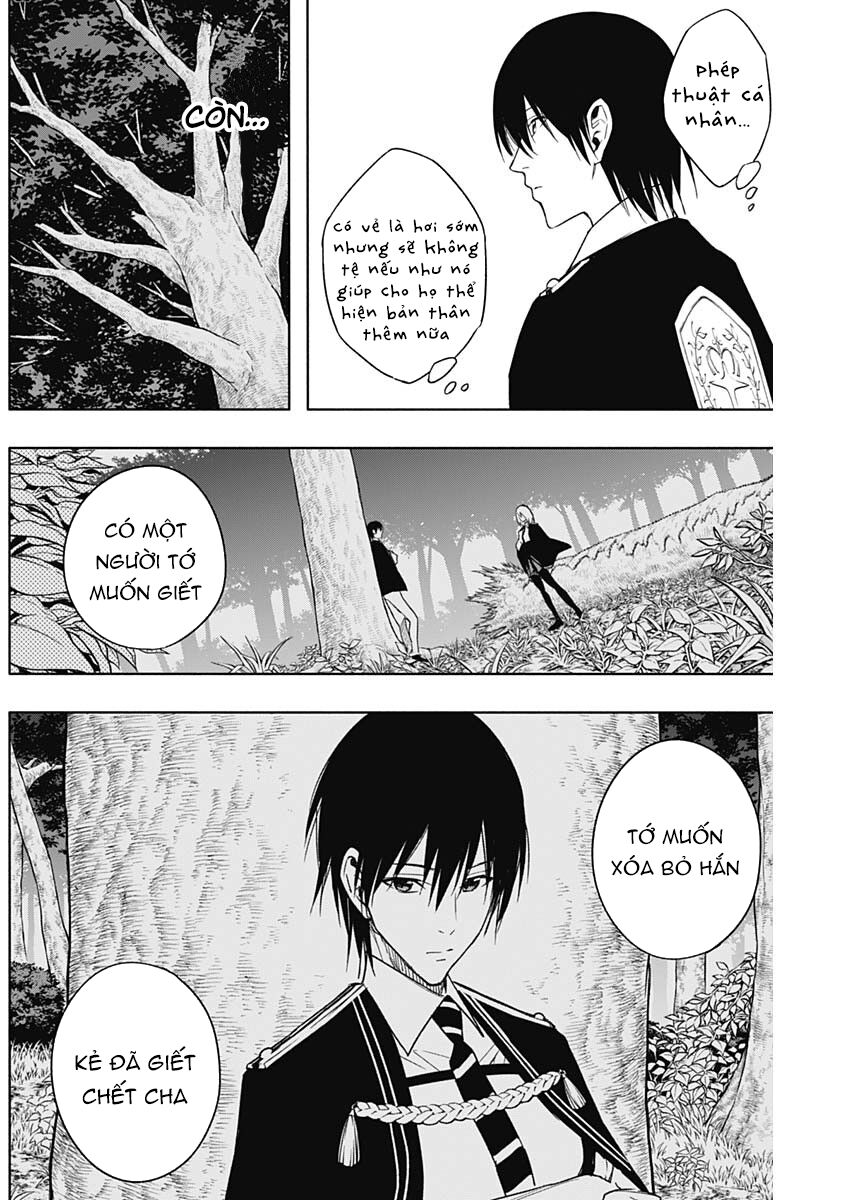 Phép
thuật cá
nhân...
Có vẻ là hơi sớm
nhưng sẽ không
tệ nếu như nó
giúp cho họ thể
hiện bản thân
thêm nữa
CÒN...
CÓ MỘT
NGƯỜI TỚ
MUỐN GIẾT
TỚ MUỐN
XÓA BỎ HẮN
KẺ ĐÃ GIẾT
CHẾT CHA